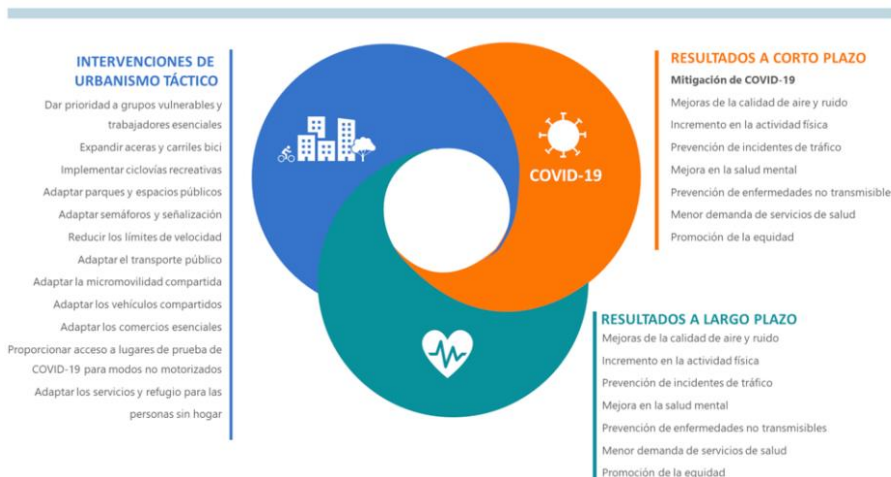 INTERVENCIONES DE
URBANISMO TÁCTICO
Dar prioridad a grupos vulnerables y
trabajadores esenciales
Expandir aceras y carriles bici
Implementar ciclovías recreativas
Adaptar parques y espacios públicos
Adaptar semáforos y señalización
Reducir los límites de velocidad
Adaptar el transporte público
Adaptar la micromovilidad compartida
Adaptar los vehículos compartidos
Adaptar los comercios esenciales
Proporcionar acceso a lugares de prueba de
COVID-19 para modos no motorizados
Adaptar los servicios y refugio para las
personas sin hogar
COVID-19
RESULTADOS A CORTO PLAZO
Mitigación de COVID-19
Mejoras de la calidad de aire y ruido
Incremento en la actividad física
Prevención de incidentes de tráfico
Mejora en la salud mental
Prevención de enfermedades no transmisible
Menor demanda de servicios de salud
Promoción de la equidad
RESULTADOS A LARGO PLAZO
Mejoras de la calidad de aire y ruido
Incremento en la actividad física
Prevención de incidentes de tráfico
Mejora en la salud mental
Prevención de enfermedades no transmisibles
Menor demanda de servicios de salud
Promoción de la equidad